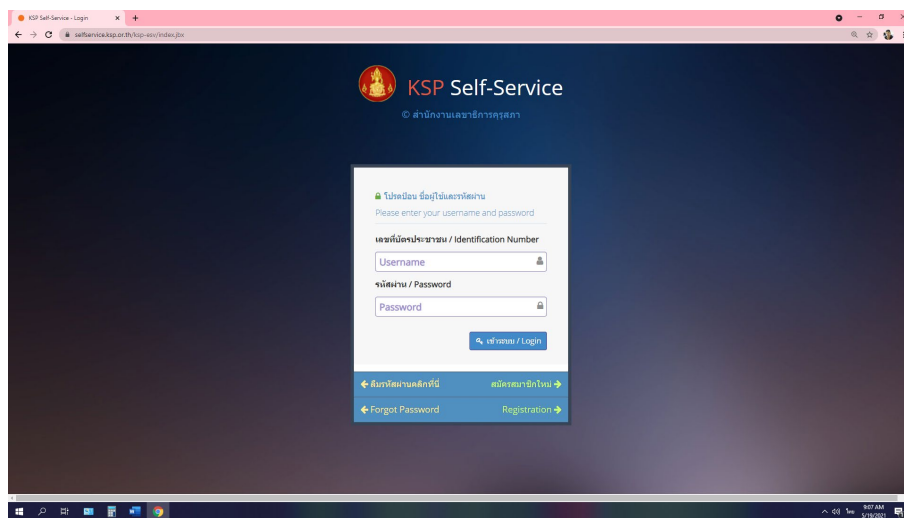 KSP Self-Service - Login
selfservice.ksp.or.th/ksp-esv/index.jbx
KSP Self-Service
© สำนักงานเลขาธิการคุรุสภา
โปรดป้อน ชื่อผู้ใช้และรหัสผ่าน
Please enter your username and password
เลขที่บัตรประชาชน / Identification Number
Username
รหัสผ่าน / Password
Password
เข้าระบบ / Login
ลืมรหัสผ่านคลิกที่นี่
สมัครสมาชิกใหม่
Forgot Password
Registration
ไทย
9:07 AM
5/19/2021